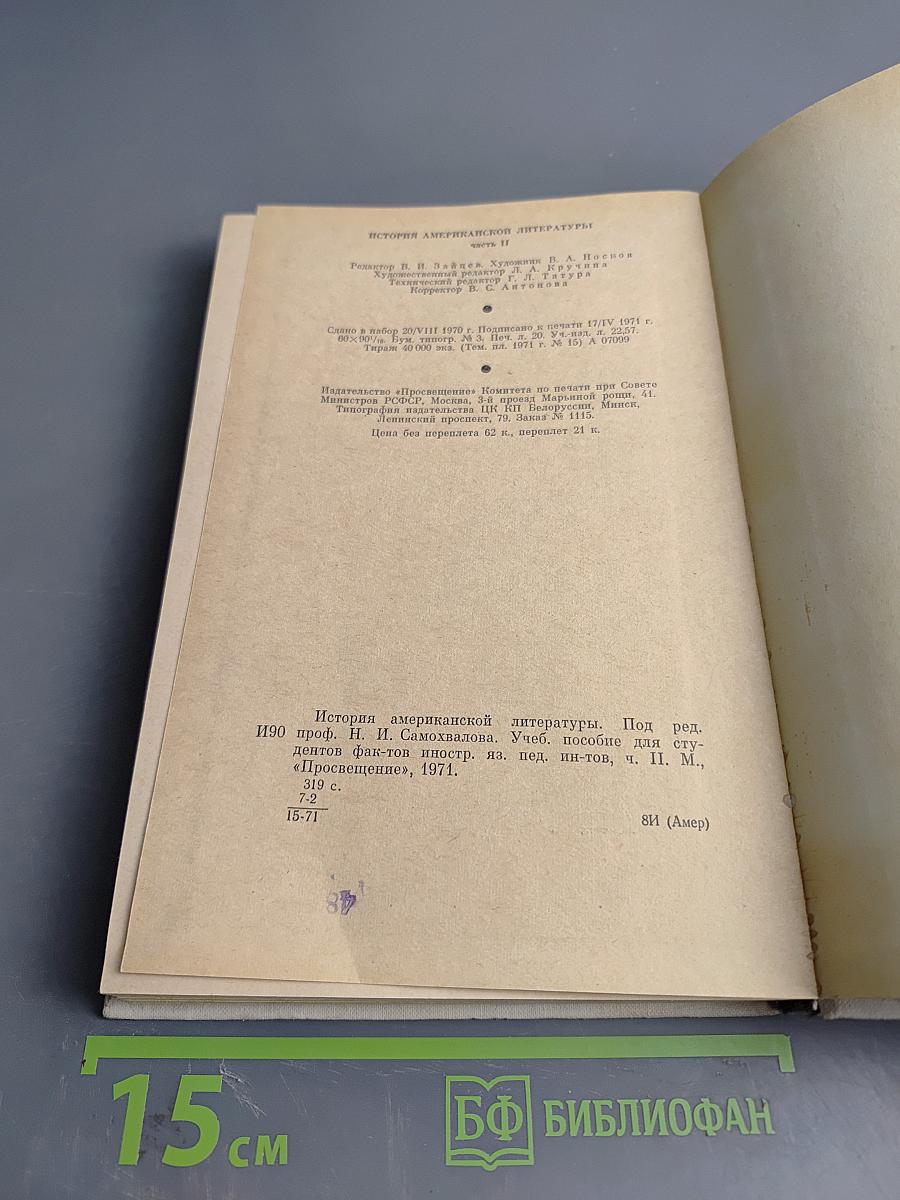 ИСТОРИЯ АМЕРИКАНСКОЙ ЛИТЕРАТУРЫ
часть II
Редактор В. И. Зайцев. Художник В. А. Носков
Художественный редактор Л. А. Кручина
Технический редактор Г. Л. Татура
Корректор В. С. Антонова
Сдано в набор 20/VIII 1970 г. Подписано к печати 17/IV 1971 г.
60×90¹/₁₆. Бум. типогр. № 3. Печ. л. 20. Уч.-изд. л. 22,57.
Тираж 40 000 экз. (Тем. пл. 1971 г. № 15) А 07099
Издательство «Просвещение» Комитета по печати при Совете
Министров РСФСР, Москва, 3-й проезд Марьиной рощи, 41.
Типография издательства ЦК КП Белоруссии, Минск,
Ленинский проспект, 79. Заказ № 1115.
Цена без переплета 62 к., переплет 21 к.
История американской литературы. Под ред.
И90 проф. Н. И. Самохвалова. Учеб. пособие для сту-
дентов фак-тов иностр. яз. пед. ин-тов, ч. II. М.,
«Просвещение», 1971.
319 с.
7-2
15-71
8И (Амер)
15 см
БФ БИБЛИОФАН